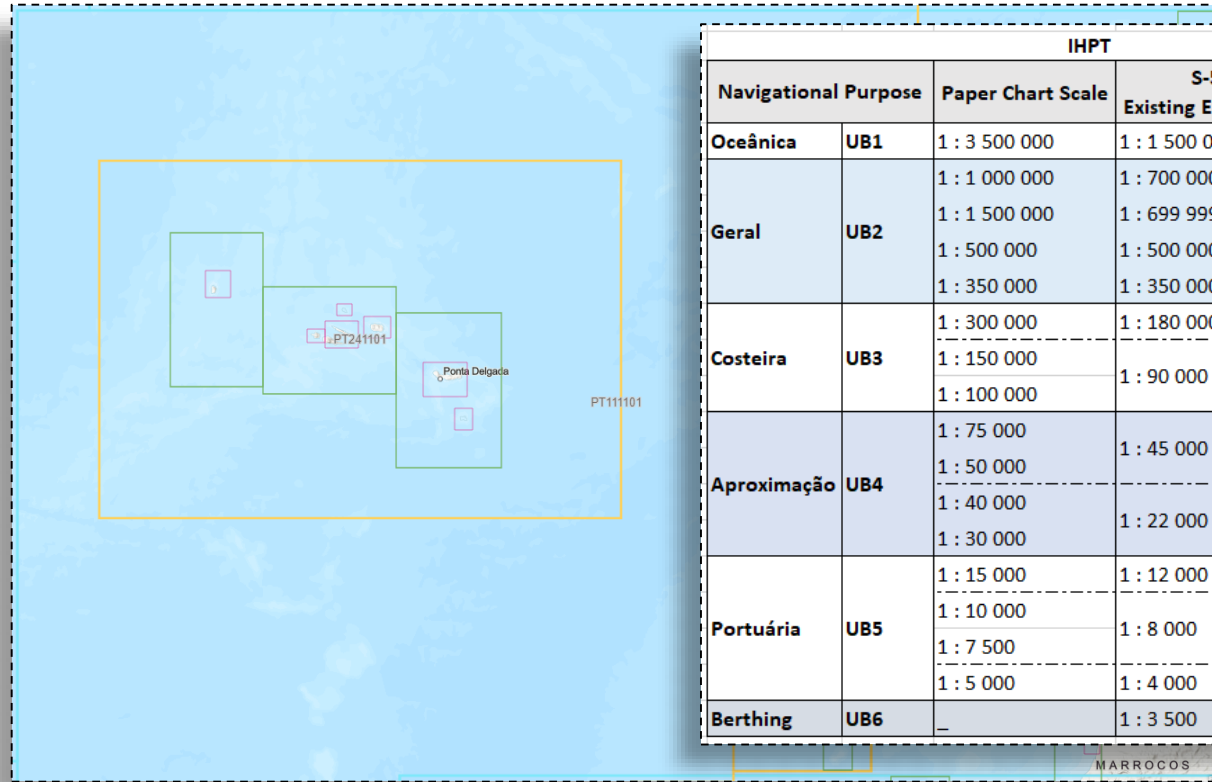 PT241101
Ponta Delgada
PT111101
MARROCOS
IHPT
Navigational Purpose Paper Chart Scale
Existing
Oceânica UB1 1 : 3 500 000 1 : 1 500 0
Geral UB2
1 : 1 000 000 1 : 700 000
1 : 1 500 000 1 : 699 999
1 : 500 000 1 : 500 000
1 : 350 000 1 : 350 000
Costeira UB3
1 : 300 000 1 : 180 000
1 : 150 000
1 : 90 000
1 : 100 000
Aproximação UB4
1 : 75 000
1 : 45 000
1 : 50 000
1 : 40 000
1 : 22 000
1 : 30 000
Portuária UB5
1 : 15 000 1 : 12 000
1 : 10 000
1 : 8 000
1 : 7 500
1 : 5 000 1 : 4 000
Berthing UB6 _ 1 : 3 500